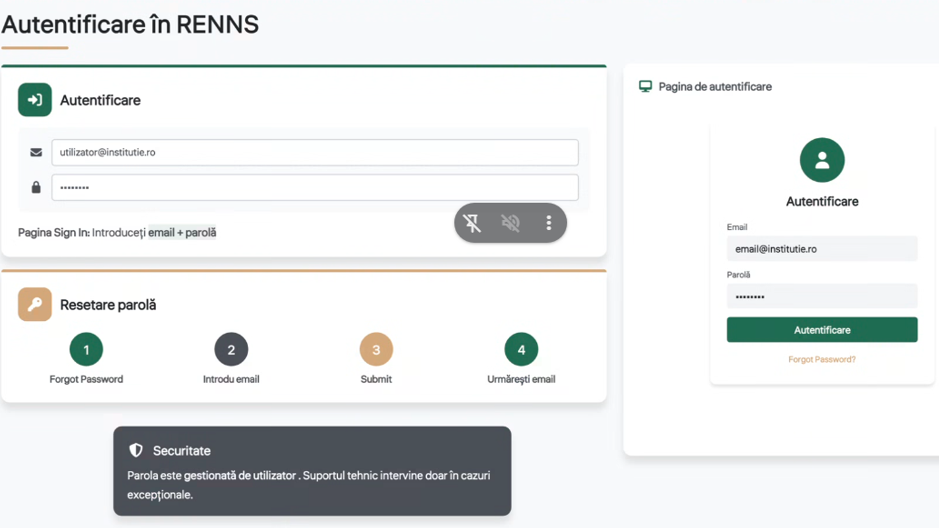 Autentificare în RENNS
Autentificare
utilizator@institutie.ro
••••••••
Pagina Sign In: Introduceți email + parolă
Resetare parolă
1
Forgot Password
2
Introdu email
3
Submit
4
Urmărești email
Securitate
Parola este gestionată de utilizator . Suportul tehnic intervine doar în cazuri
excepționale.
Pagina de autentificare
Autentificare
Email
email@institutie.ro
Parolă
••••••••
Autentificare
Forgot Password?